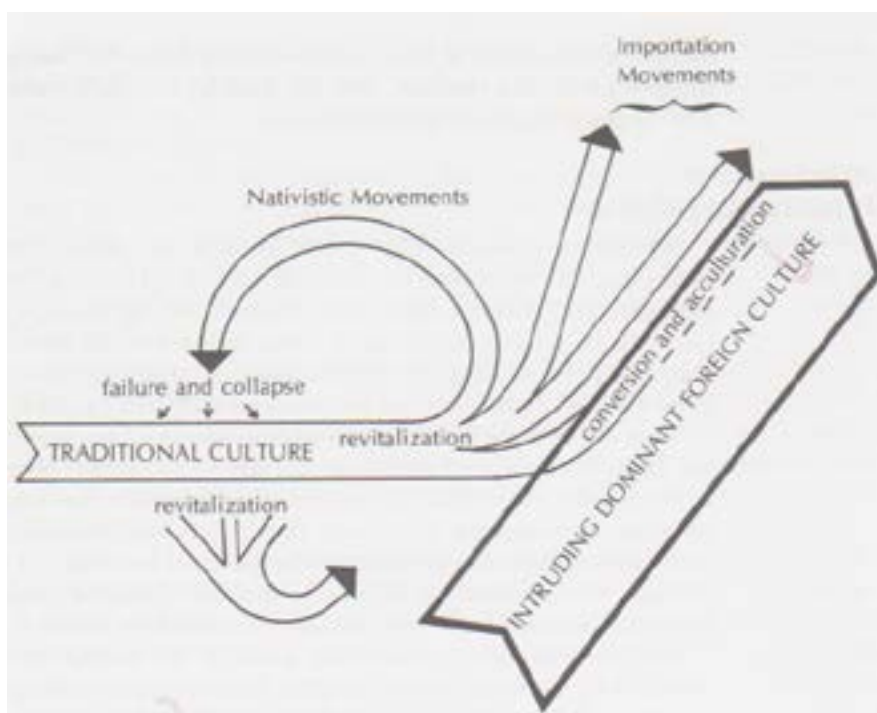 Importation
Movements
Nativistic Movements
failure and collapse
revitalization
TRADITIONAL CULTURE
revitalization
conversion and acculturation
INTRUDING DOMINANT FOREIGN CULTURE